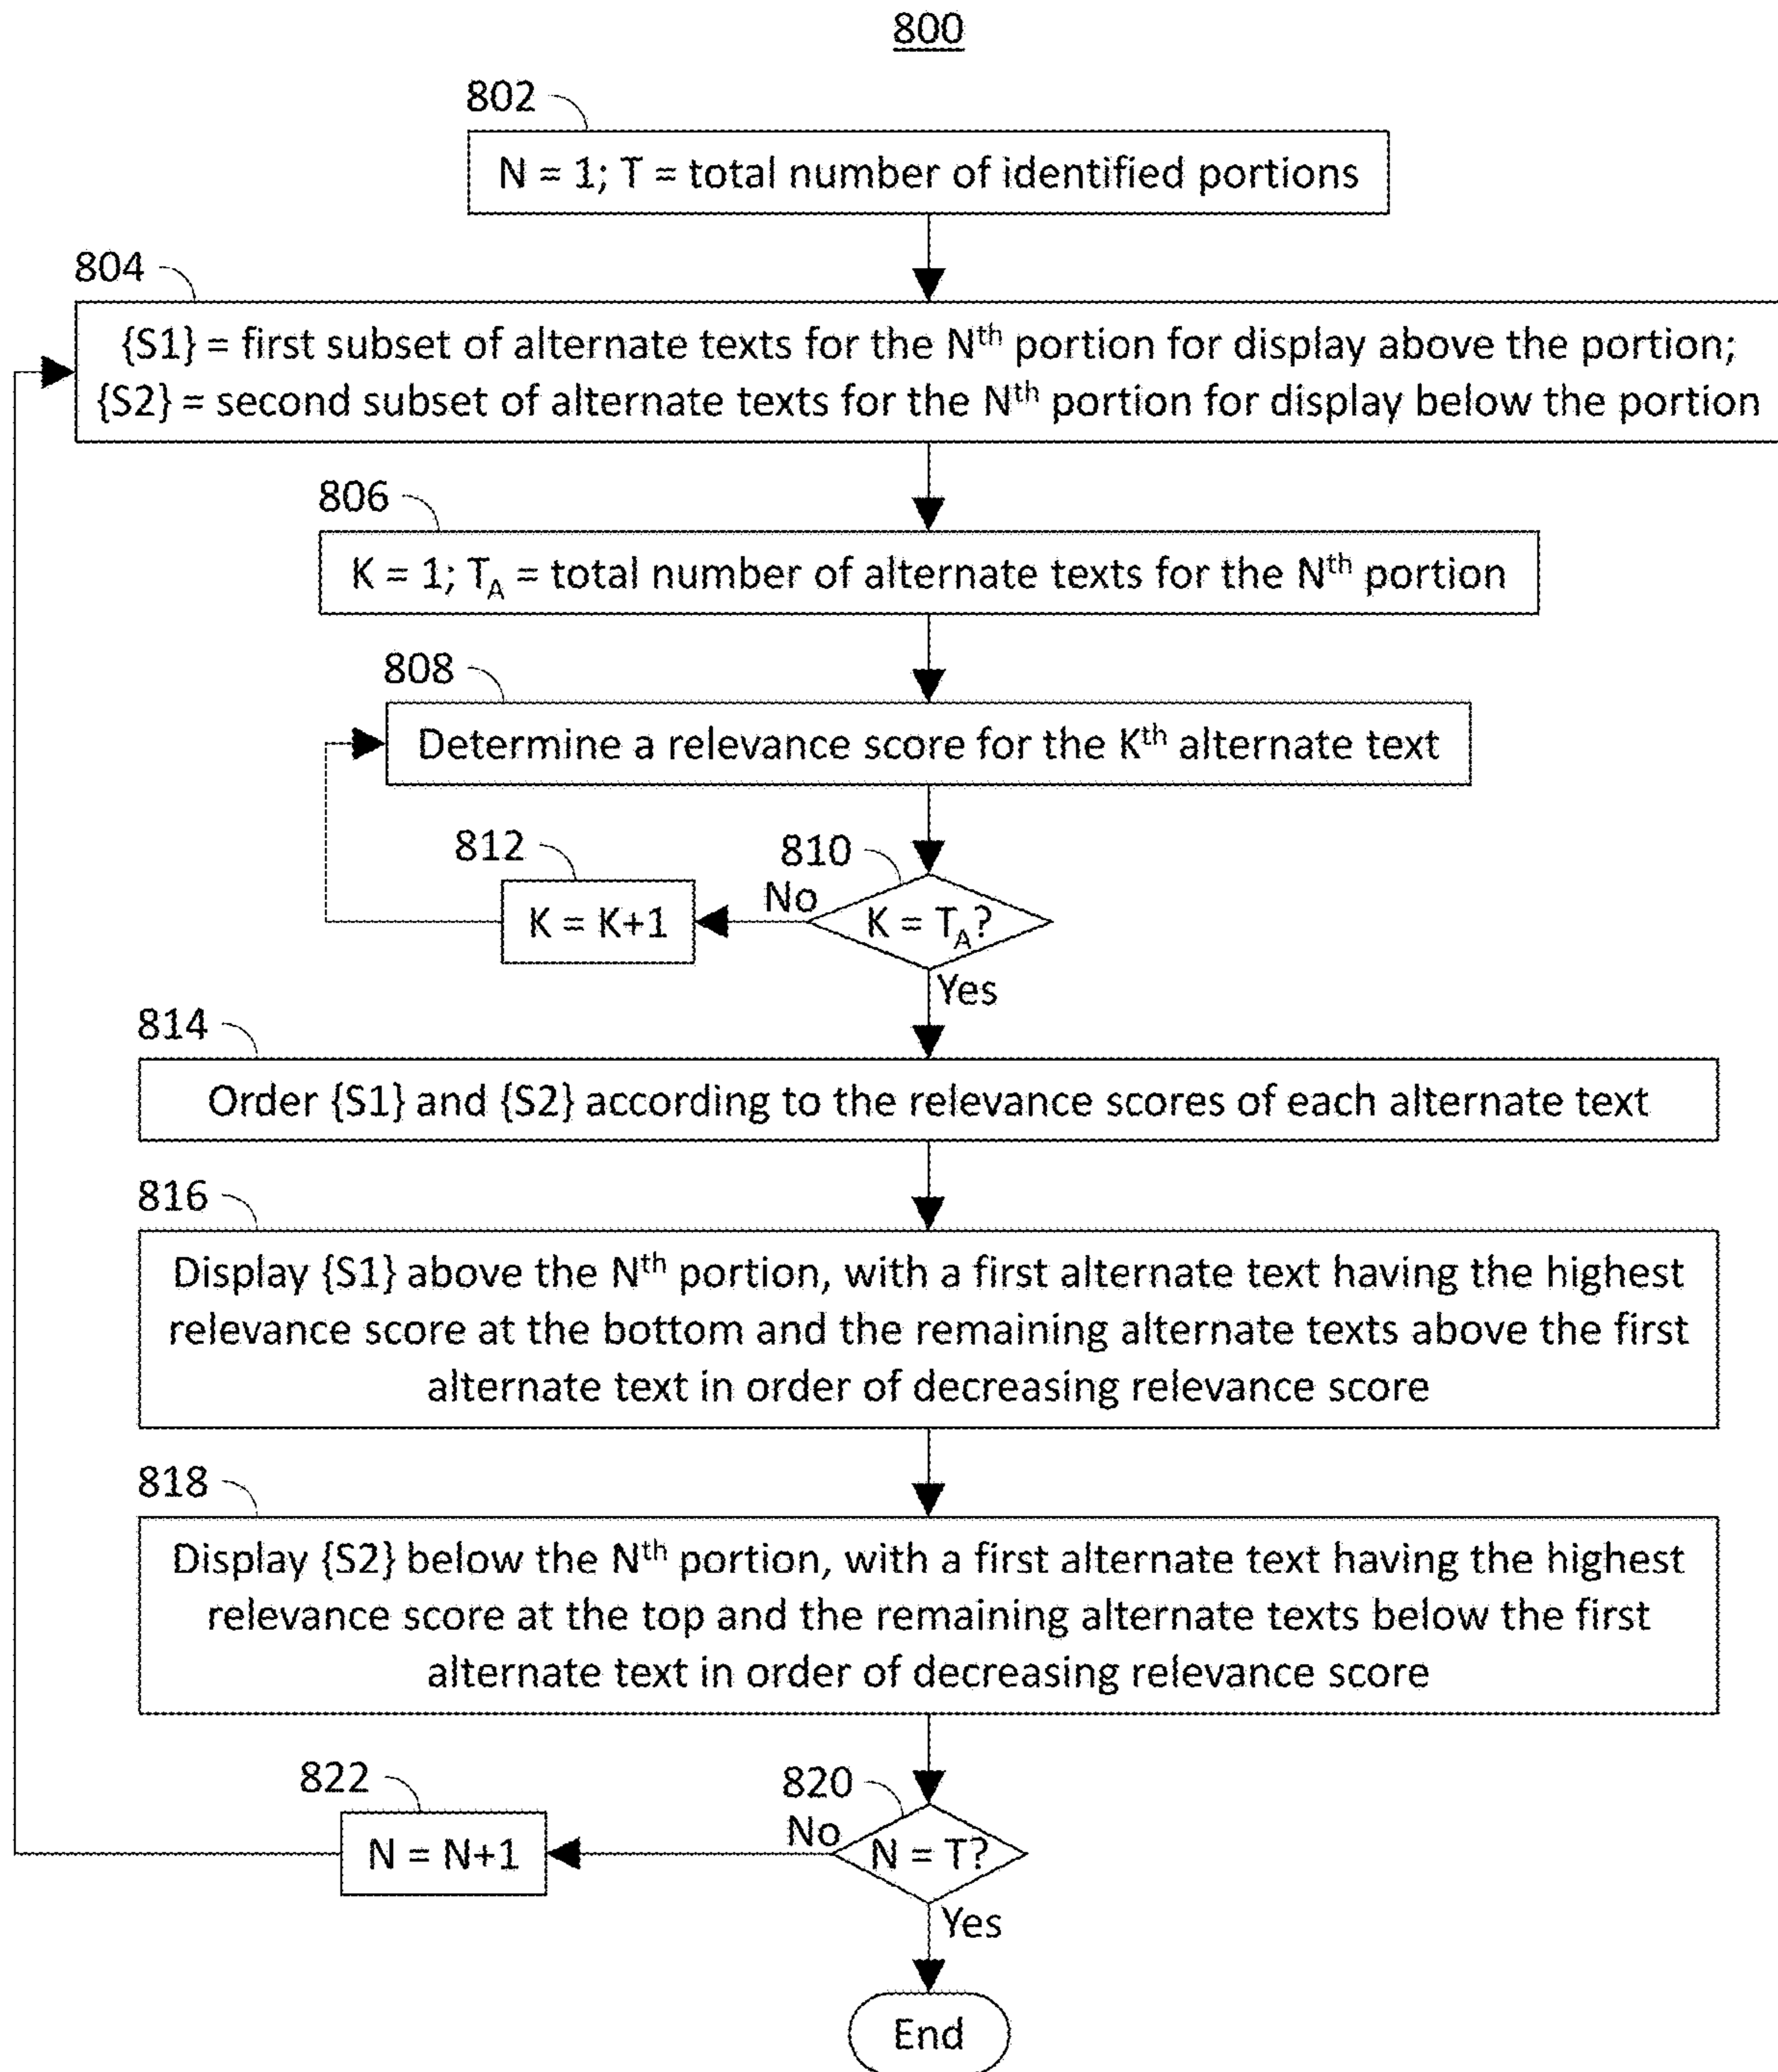 800
802
N = 1; T = total number of identified portions
804
{S1} = first subset of alternate texts for the Nth portion for display above the portion;
{S2} = second subset of alternate texts for the Nth portion for display below the portion
806
K = 1; TA = total number of alternate texts for the Nth portion
808
Determine a relevance score for the Kth alternate text
812
810
No
K = K+1
K = TA?
Yes
814
Order {S1} and {S2} according to the relevance scores of each alternate text
816
Display {S1} above the Nth portion, with a first alternate text having the highest
relevance score at the bottom and the remaining alternate texts above the first
alternate text in order of decreasing relevance score
818
Display {S2} below the Nth portion, with a first alternate text having the highest
relevance score at the top and the remaining alternate texts below the first
alternate text in order of decreasing relevance score
822
820
No
N = N+1
N = T?
Yes
End